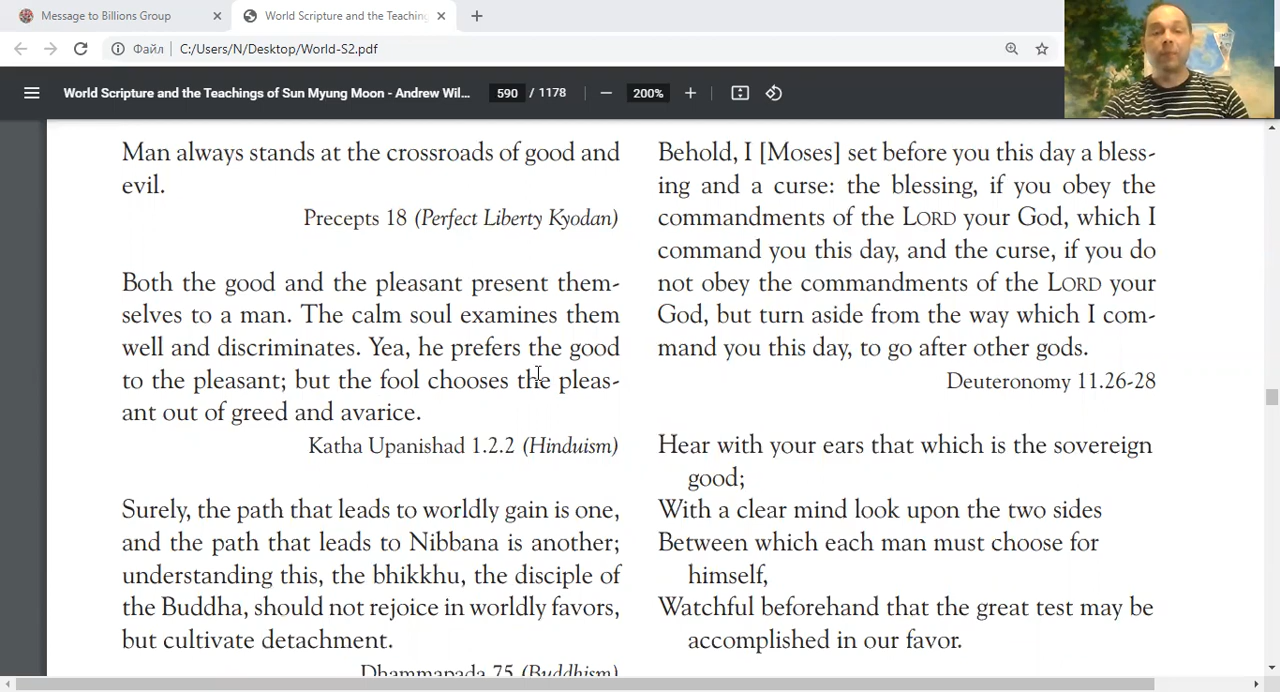 Message to Billions Group
World Scripture and the Teachin
Файл
C:/Users/N/Desktop/World-S2.pdf
World Scripture and the Teachings of Sun Myung Moon - Andrew Wil...
590 / 1178
200%
Man always stands at the crossroads of good and
evil.
Precepts 18 (Perfect Liberty Kyodan)
Both the good and the pleasant present them-
selves to a man. The calm soul examines them
well and discriminates. Yea, he prefers the good
to the pleasant; but the fool chooses the pleas-
ant out of greed and avarice.
Katha Upanishad 1.2.2 (Hinduism)
Surely, the path that leads to worldly gain is one,
and the path that leads to Nibbana is another;
understanding this, the bhikkhu, the disciple of
the Buddha, should not rejoice in worldly favors,
but cultivate detachment.
Dhammapada 75 (Buddhism)
Behold, I [Moses] set before you this day a bless-
ing and a curse: the blessing, if you obey the
commandments of the LORD your God, which I
command you this day, and the curse, if you do
not obey the commandments of the LORD your
God, but turn aside from the way which I com-
mand you this day, to go after other gods.
Deuteronomy 11.26-28
Hear with your ears that which is the sovereign
good;
With a clear mind look upon the two sides
Between which each man must choose for
himself,
Watchful beforehand that the great test may be
accomplished in our favor.